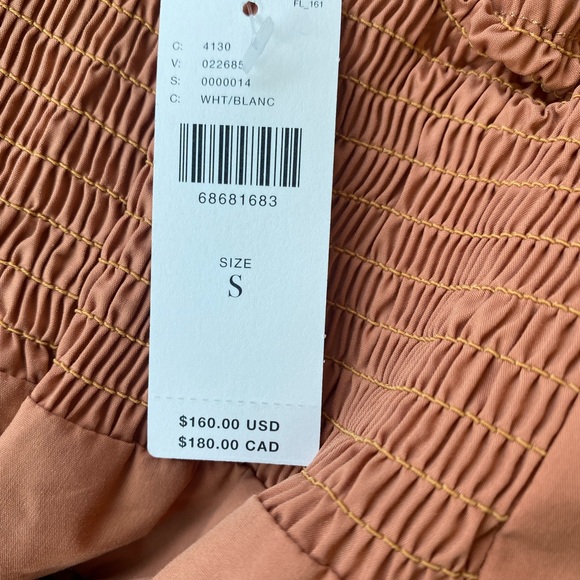 FL_161
C: 4130
V: 022685
S: 0000014
C: WHT/BLANC
68681683
SIZE
S
$160.00 USD
$180.00 CAD